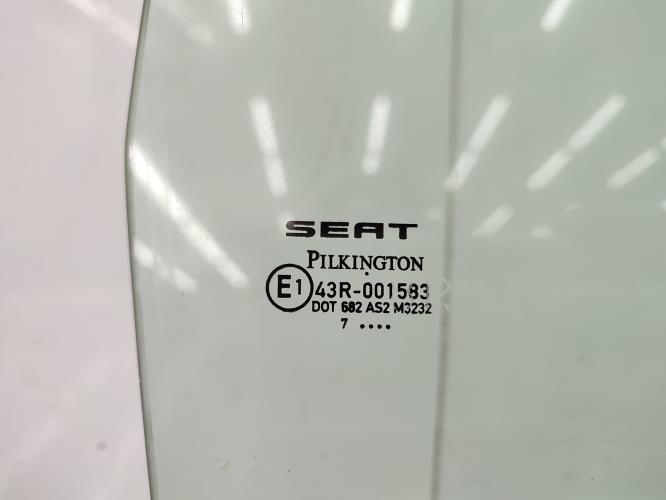 SEAT
PILKINGTON
E1 43R-001583
DOT 682 AS2 M3232
7 ••••